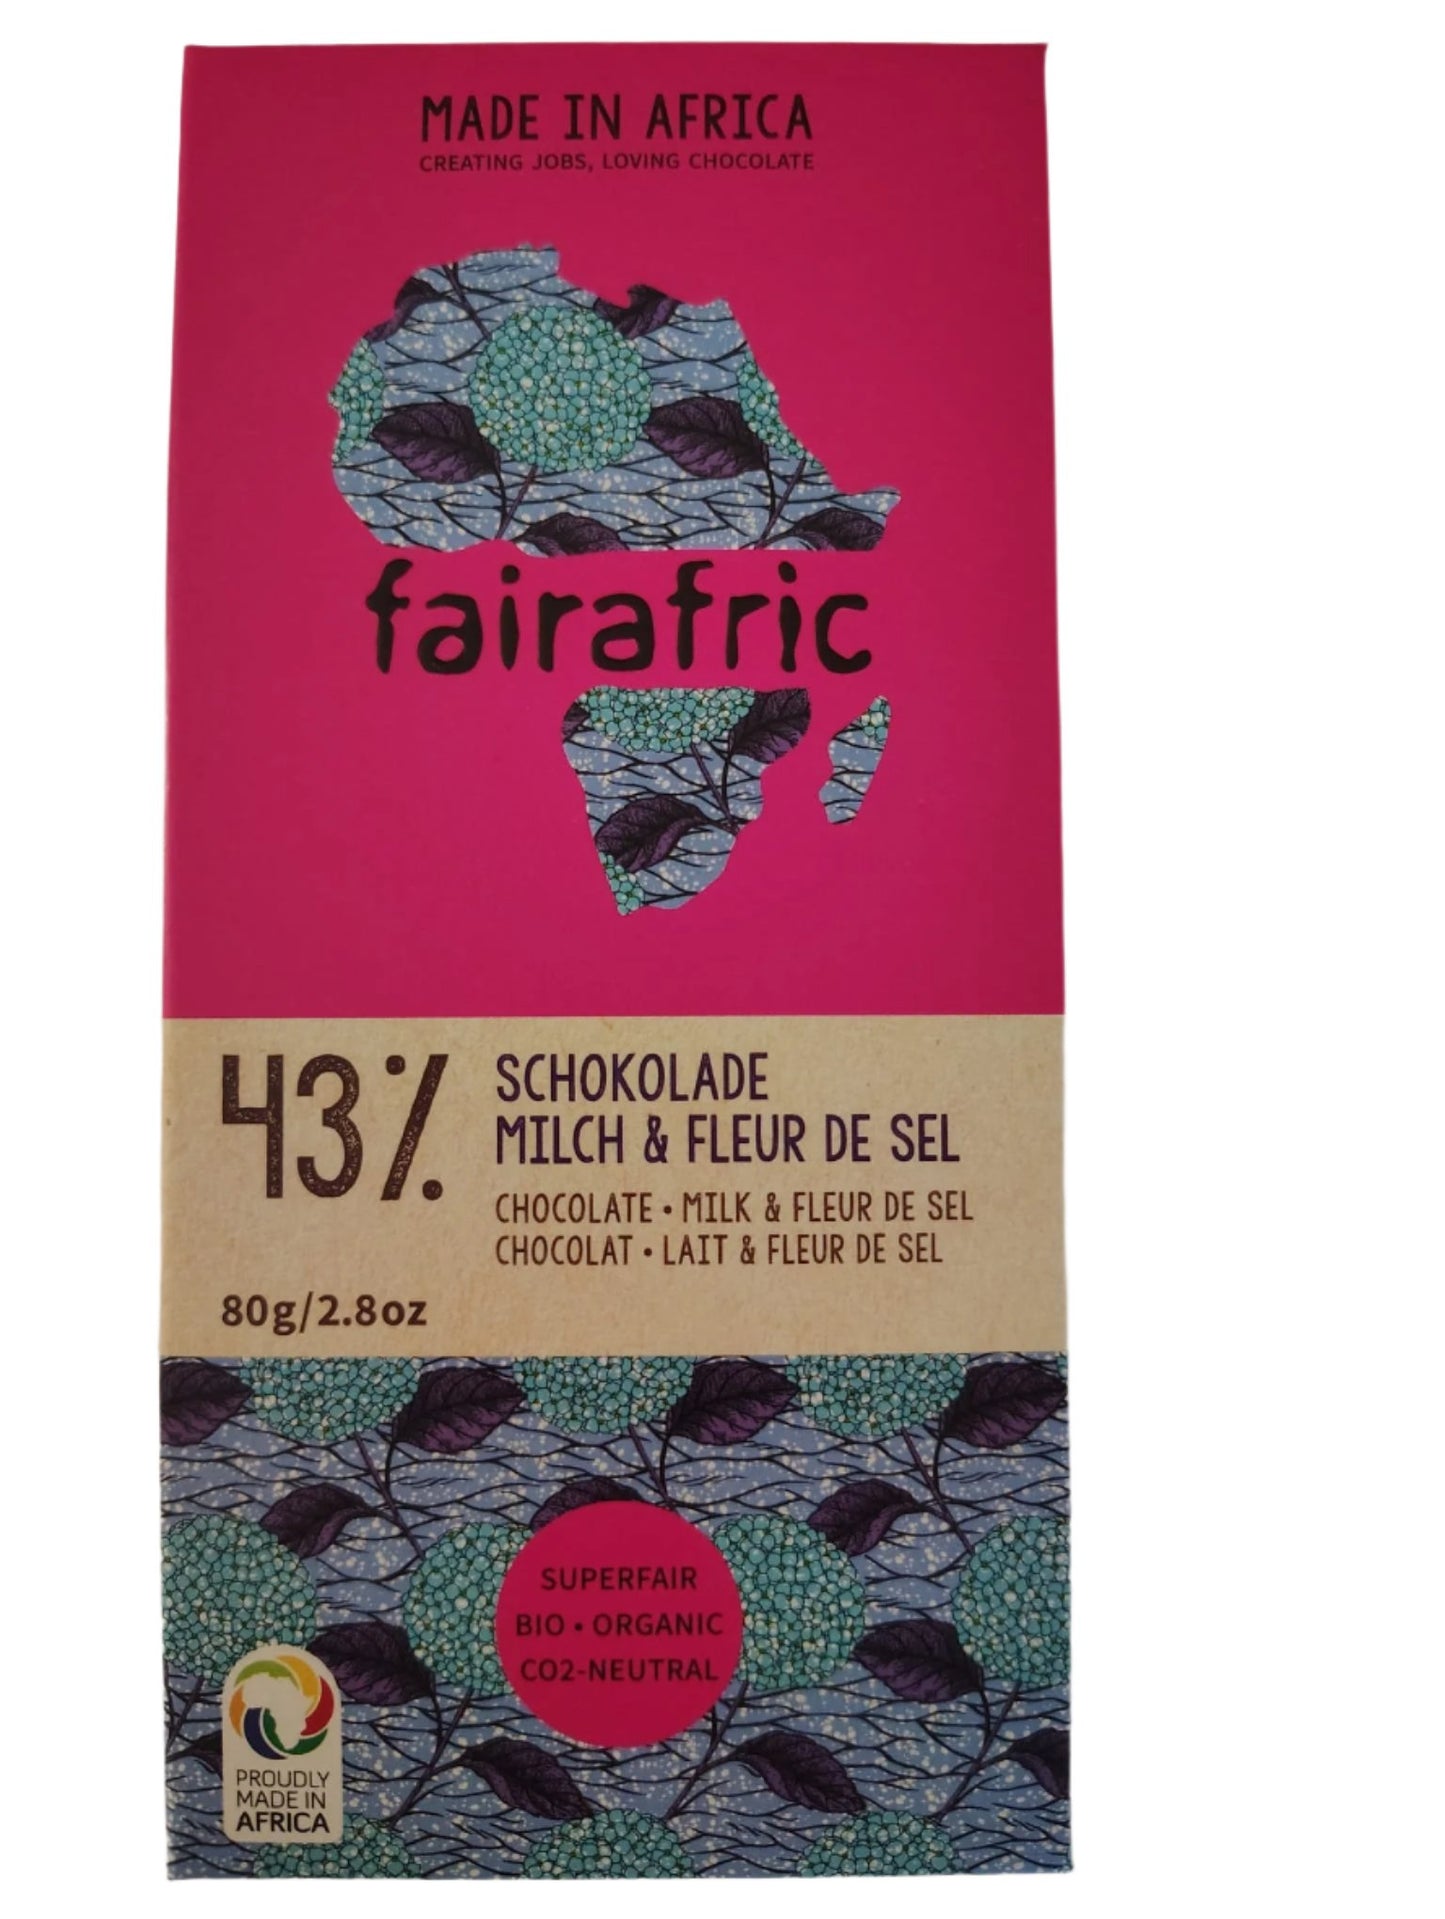 MADE IN AFRICA
CREATING JOBS, LOVING CHOCOLATE
fairafric
43%
SCHOKOLADE
MILCH & FLEUR DE SEL
CHOCOLATE • MILK & FLEUR DE SEL
CHOCOLAT • LAIT & FLEUR DE SEL
80g/2.8oz
SUPERFAIR
BIO • ORGANIC
CO2-NEUTRAL
PROUDLY
MADE IN
AFRICA